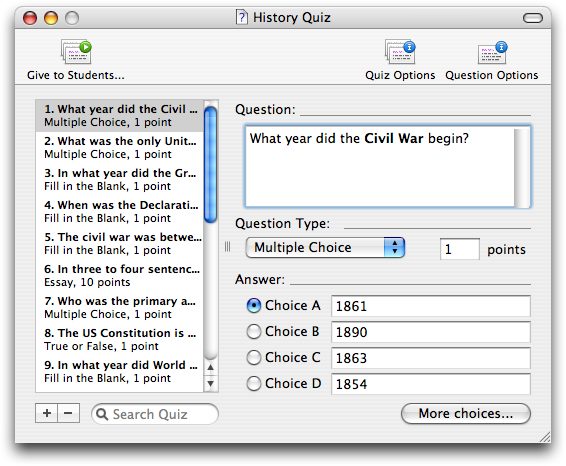 History Quiz
Give to Students...
Quiz Options
Question Options
1. What year did the Civil ...
Multiple Choice, 1 point
2. What was the only Unit...
Multiple Choice, 1 point
3. In what year did the Gr...
Fill in the Blank, 1 point
4. When was the Declarati...
Fill in the Blank, 1 point
5. The civil war was betwe...
Fill in the Blank, 1 point
6. In three to four sentenc...
Essay, 10 points
7. Who was the primary a...
Multiple Choice, 1 point
8. The US Constitution is ...
True or False, 1 point
9. In what year did World ...
Fill in the Blank, 1 point
+ −
Search Quiz
Question:
What year did the Civil War begin?
Question Type:
Multiple Choice
1 points
Answer:
Choice A 1861
Choice B 1890
Choice C 1863
Choice D 1854
More choices...